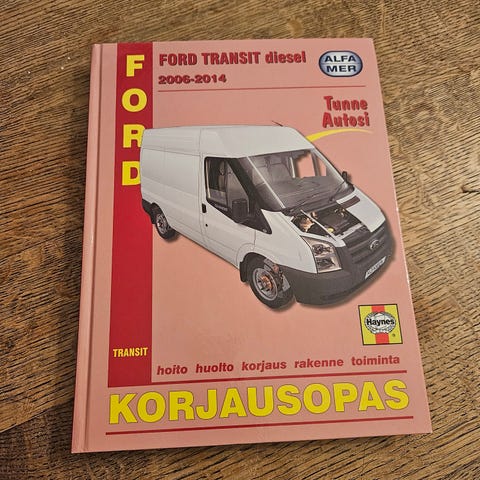 FORD
FORD TRANSIT diesel
2006-2014
ALFA
MER
Tunne
Autosi
Haynes
TRANSIT
hoito huolto korjaus rakenne toiminta
KORJAUSOPAS